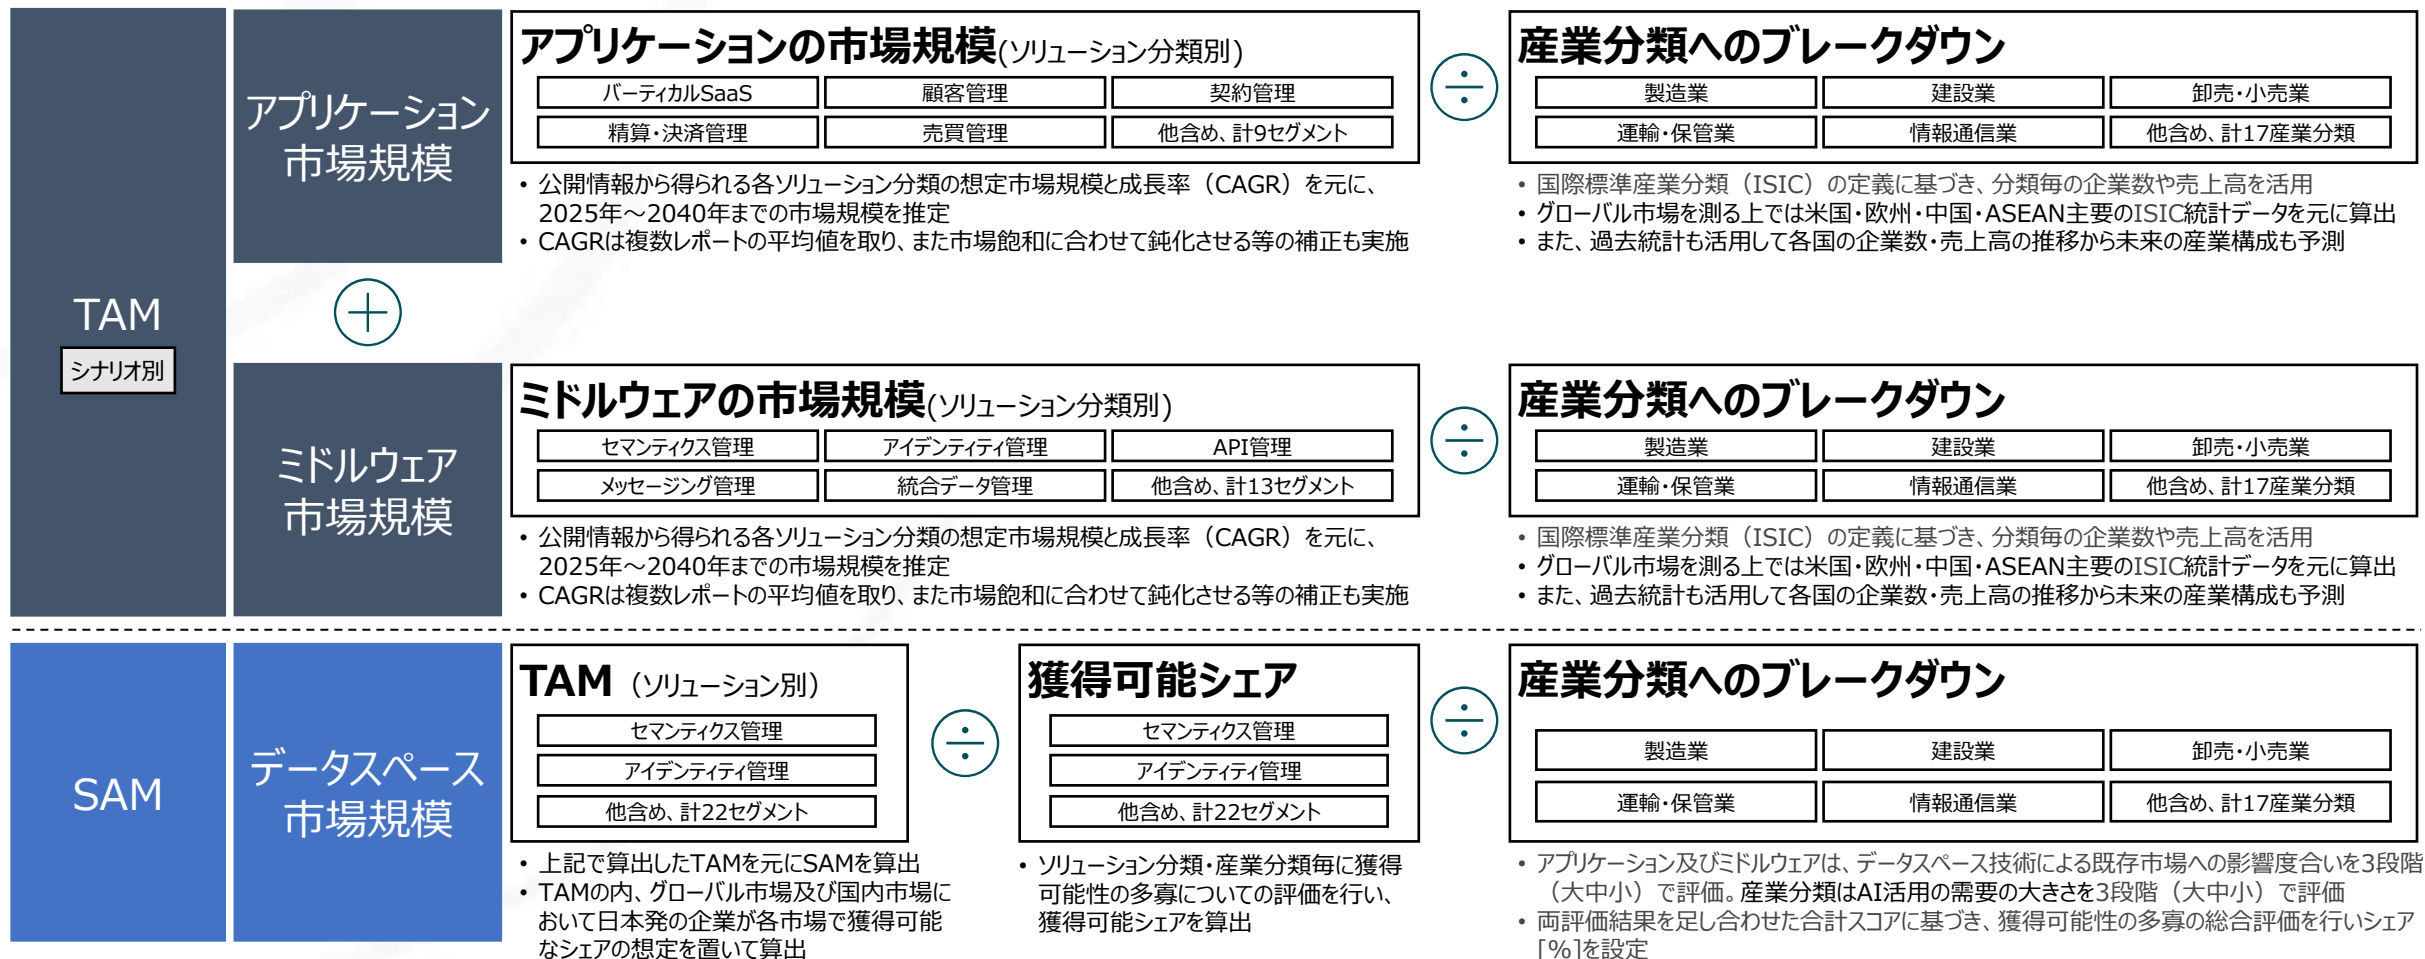 TAM
シナリオ別
アプリケーション
市場規模
アプリケーションの市場規模(ソリューション分類別)
バーティカルSaaS
顧客管理
契約管理
精算・決済管理
売買管理
他含め、計9セグメント
• 公開情報から得られる各ソリューション分類の想定市場規模と成長率（CAGR）を元に、
2025年～2040年までの市場規模を推定
• CAGRは複数レポートの平均値を取り、また市場飽和に合わせて鈍化させる等の補正も実施
÷
産業分類へのブレークダウン
製造業
建設業
卸売・小売業
運輸・保管業
情報通信業
他含め、計17産業分類
• 国際標準産業分類（ISIC）の定義に基づき、分類毎の企業数や売上高を活用
• グローバル市場を測る上では米国・欧州・中国・ASEAN主要のISIC統計データを元に算出
• また、過去統計も活用して各国の企業数・売上高の推移から未来の産業構成も予測
＋
ミドルウェア
市場規模
ミドルウェアの市場規模(ソリューション分類別)
セマンティクス管理
アイデンティティ管理
API管理
メッセージング管理
統合データ管理
他含め、計13セグメント
• 公開情報から得られる各ソリューション分類の想定市場規模と成長率（CAGR）を元に、
2025年～2040年までの市場規模を推定
• CAGRは複数レポートの平均値を取り、また市場飽和に合わせて鈍化させる等の補正も実施
÷
産業分類へのブレークダウン
製造業
建設業
卸売・小売業
運輸・保管業
情報通信業
他含め、計17産業分類
• 国際標準産業分類（ISIC）の定義に基づき、分類毎の企業数や売上高を活用
• グローバル市場を測る上では米国・欧州・中国・ASEAN主要のISIC統計データを元に算出
• また、過去統計も活用して各国の企業数・売上高の推移から未来の産業構成も予測
SAM
データスペース
市場規模
TAM（ソリューション別）
セマンティクス管理
アイデンティティ管理
他含め、計22セグメント
• 上記で算出したTAMを元にSAMを算出
• TAMの内、グローバル市場及び国内市場に
おいて日本発の企業が各市場で獲得可能
なシェアの想定を置いて算出
÷
獲得可能シェア
セマンティクス管理
アイデンティティ管理
他含め、計22セグメント
• ソリューション分類・産業分類毎に獲得
可能性の多寡についての評価を行い、
獲得可能シェアを算出
÷
産業分類へのブレークダウン
製造業
建設業
卸売・小売業
運輸・保管業
情報通信業
他含め、計17産業分類
• アプリケーション及びミドルウェアは、データスペース技術による既存市場への影響度合いを3段階
（大中小）で評価。産業分類はAI活用の需要の大きさを3段階（大中小）で評価
• 両評価結果を足し合わせた合計スコアに基づき、獲得可能性の多寡の総合評価を行いシェア
[%]を設定